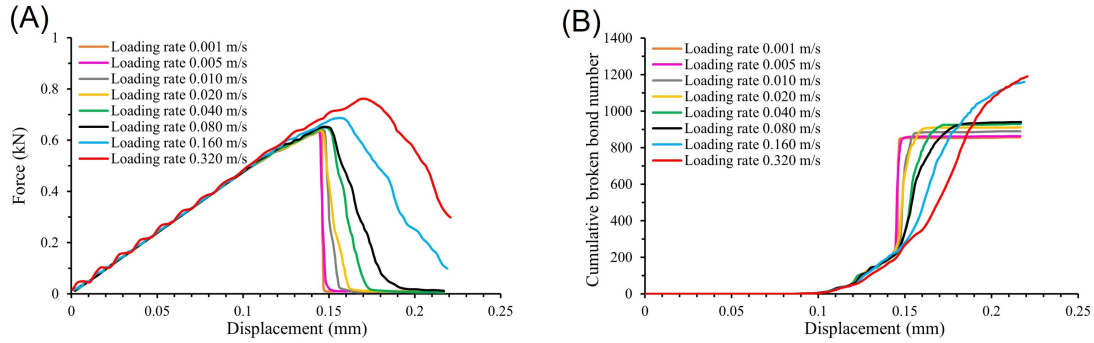 (A)
Force (kN)
1
0.8
0.6
0.4
0.2
0
Loading rate 0.001 m/s
Loading rate 0.005 m/s
Loading rate 0.010 m/s
Loading rate 0.020 m/s
Loading rate 0.040 m/s
Loading rate 0.080 m/s
Loading rate 0.160 m/s
Loading rate 0.320 m/s
0 0.05 0.1 0.15 0.2 0.25
Displacement (mm)
(B)
Cumulative broken bond number
1400
1200
1000
800
600
400
200
0
Loading rate 0.001 m/s
Loading rate 0.005 m/s
Loading rate 0.010 m/s
Loading rate 0.020 m/s
Loading rate 0.040 m/s
Loading rate 0.080 m/s
Loading rate 0.160 m/s
Loading rate 0.320 m/s
0 0.05 0.1 0.15 0.2 0.25
Displacement (mm)